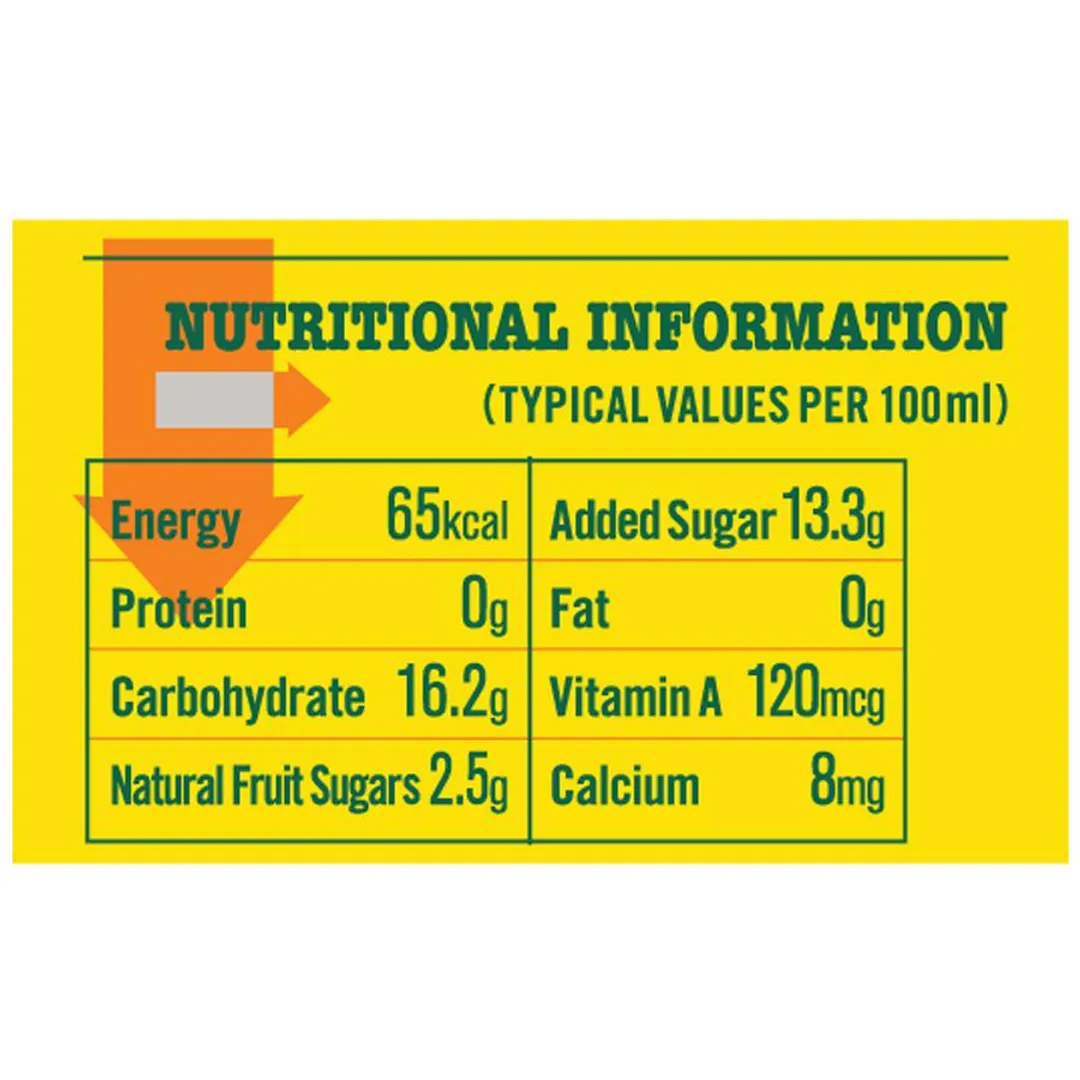 NUTRITIONAL INFORMATION
(TYPICAL VALUES PER 100ml)
Energy 65kcal
Protein 0g
Carbohydrate 16.2g
Natural Fruit Sugars 2.5g
Added Sugar 13.3g
Fat 0g
Vitamin A 120mcg
Calcium 8mg